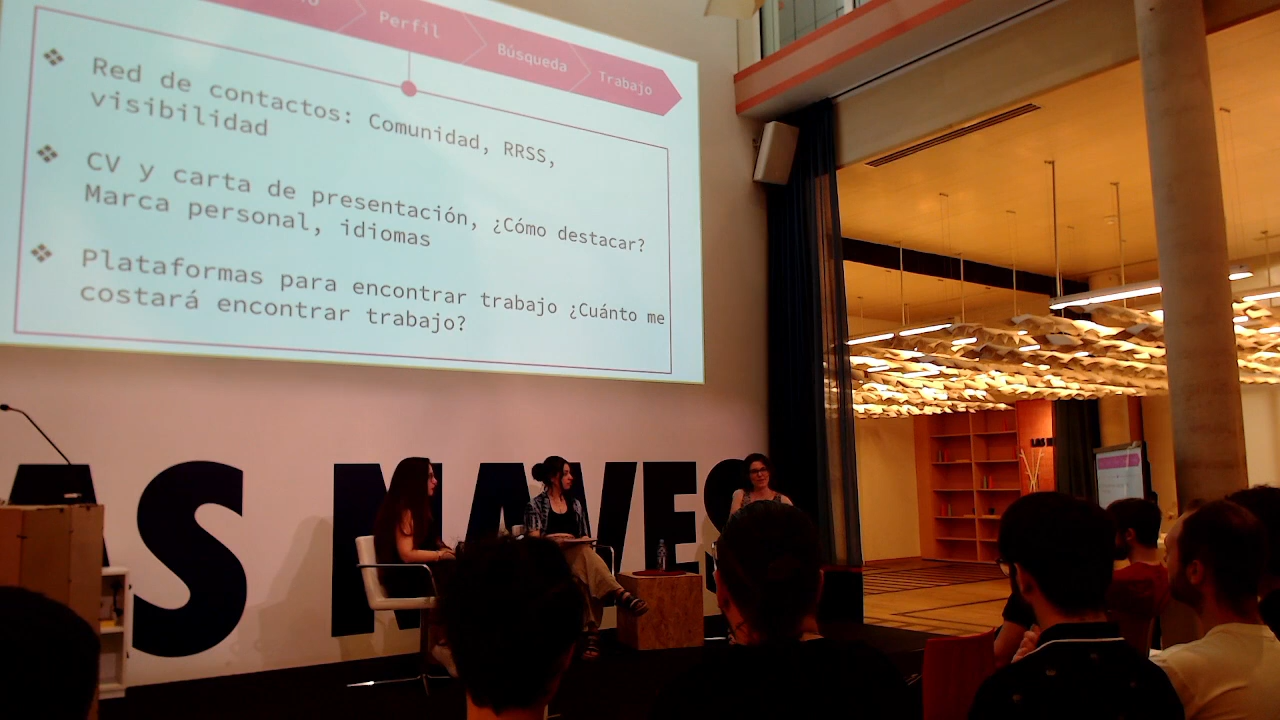 Perfil
Búsqueda
Trabajo
Red de contactos: Comunidad, RRSS,
visibilidad
CV y carta de presentación, ¿Cómo destacar?
Marca personal, idiomas
Plataformas para encontrar trabajo ¿Cuánto me
costará encontrar trabajo?
AS NAVES